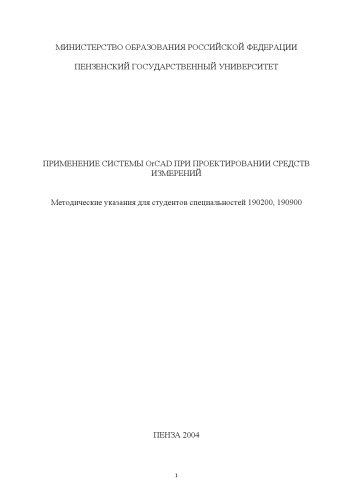 МИНИСТЕРСТВО ОБРАЗОВАНИЯ РОССИЙСКОЙ ФЕДЕРАЦИИ
ПЕНЗЕНСКИЙ ГОСУДАРСТВЕННЫЙ УНИВЕРСИТЕТ
ПРИМЕНЕНИЕ СИСТЕМЫ OrCAD ПРИ ПРОЕКТИРОВАНИИ СРЕДСТВ
ИЗМЕРЕНИЙ
Методические указания для студентов специальностей 190200, 190900
ПЕНЗА 2004
1